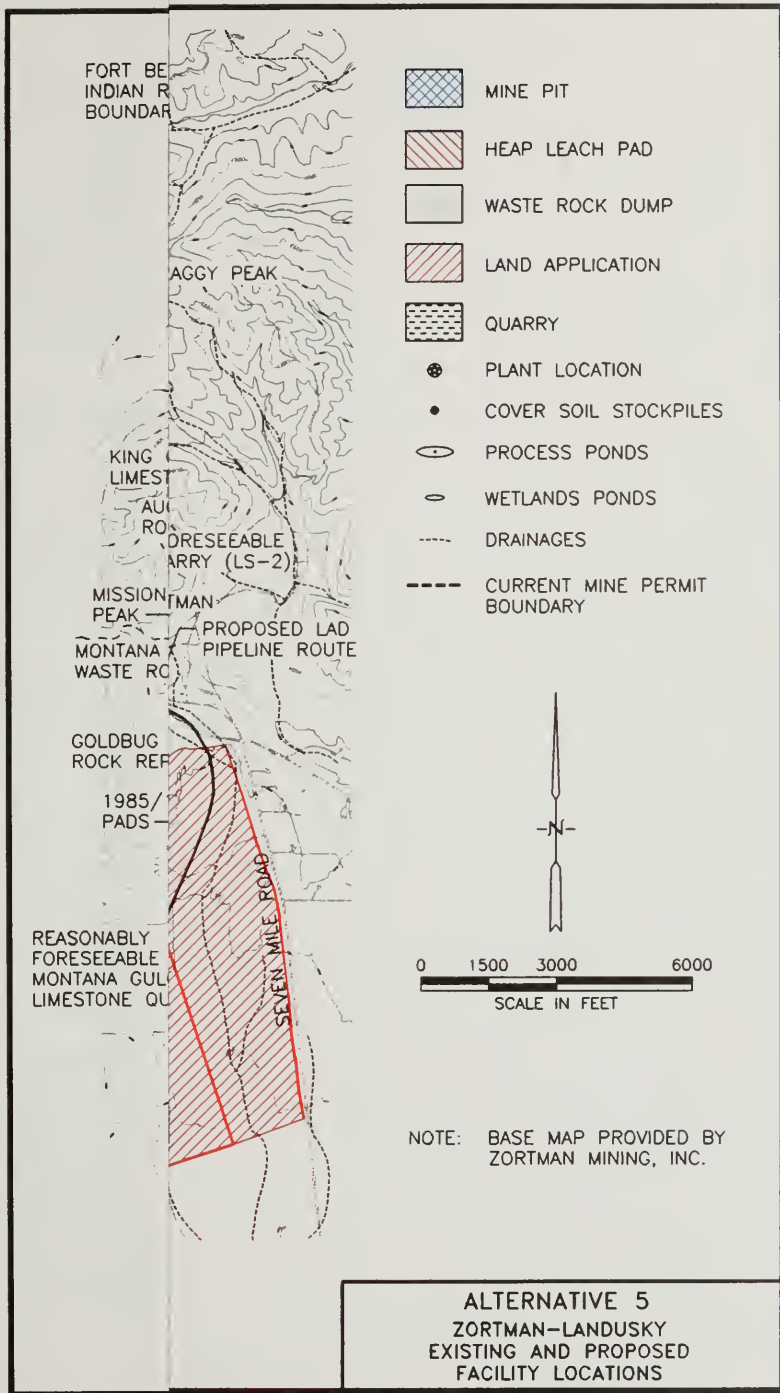 FORT BE
INDIAN R
BOUNDAR
AGGY PEAK
KING
LIMEST
AU
RO
ORESEEABLE
ARRY (LS-2)
MISSION
PEAK
TMAN
PROPOSED LAD
PIPELINE ROUTE
MONTANA
WASTE RO
GOLDBUG
ROCK REP
1985/
PADS
SEVEN MILE ROAD
REASONABLY
FORESEEABLE
MONTANA GUL
LIMESTONE QU
MINE PIT
HEAP LEACH PAD
WASTE ROCK DUMP
LAND APPLICATION
QUARRY
PLANT LOCATION
COVER SOIL STOCKPILES
PROCESS PONDS
WETLANDS PONDS
DRAINAGES
CURRENT MINE PERMIT
BOUNDARY
N
0 1500 3000 6000
SCALE IN FEET
NOTE: BASE MAP PROVIDED BY
ZORTMAN MINING, INC.
ALTERNATIVE 5
ZORTMAN-LANDUSKY
EXISTING AND PROPOSED
FACILITY LOCATIONS